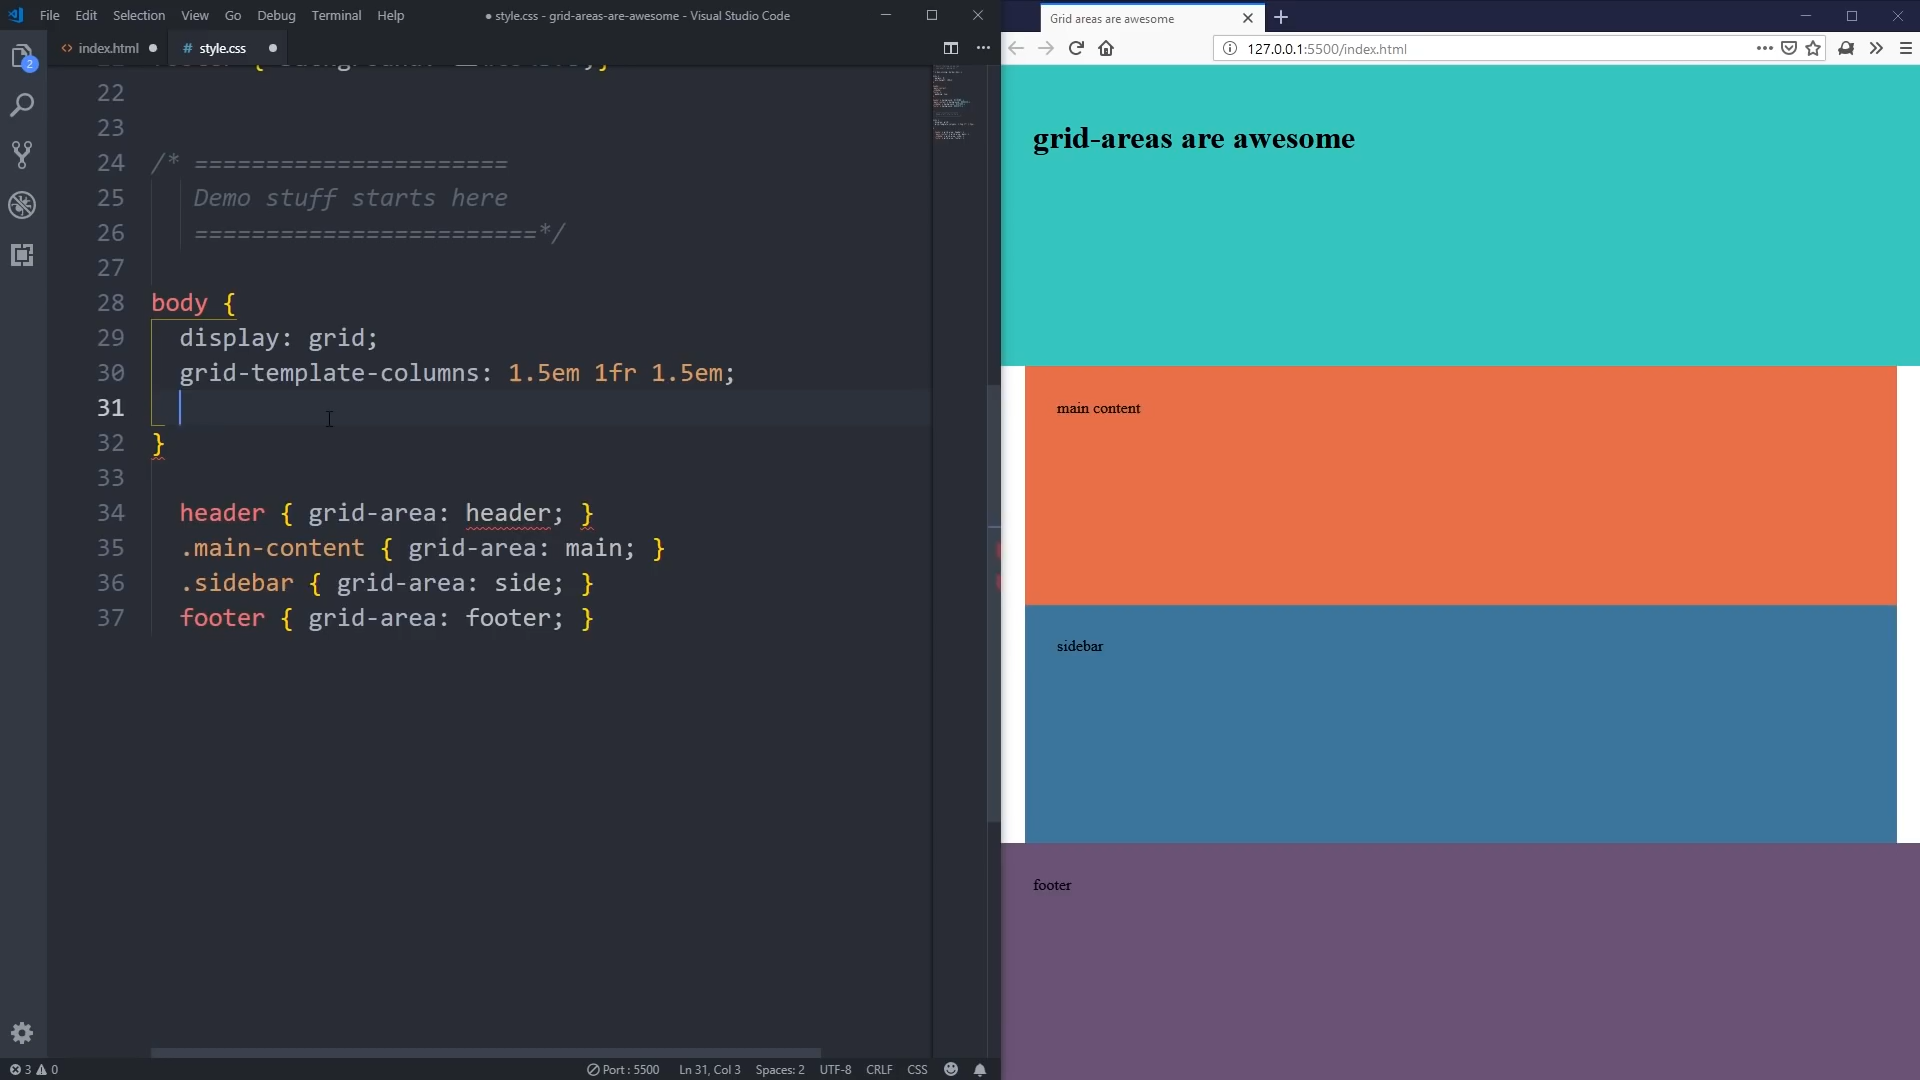 File Edit Selection View Go Debug Terminal Help
● style.css - grid-areas-are-awesome - Visual Studio Code
index.html
# style.css
2
22
23
24 /* ======================
25 Demo stuff starts here
26 ========================*/
27
28 body {
29 display: grid;
30 grid-template-columns: 1.5em 1fr 1.5em;
31
32 }
33
34 header { grid-area: header; }
35 .main-content { grid-area: main; }
36 .sidebar { grid-area: side; }
37 footer { grid-area: footer; }
3 0
Port : 5500 Ln 31, Col 3 Spaces: 2 UTF-8 CRLF CSS
Grid areas are awesome
127.0.0.1:5500/index.html
grid-areas are awesome
main content
sidebar
footer